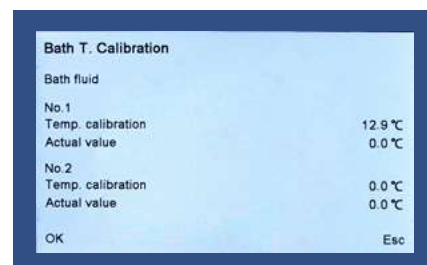 Bath T. Calibration
Bath fluid
No.1
Temp. calibration 12.9 ℃
Actual value 0.0 ℃
No.2
Temp. calibration 0.0 ℃
Actual value 0.0 ℃
OK Esc